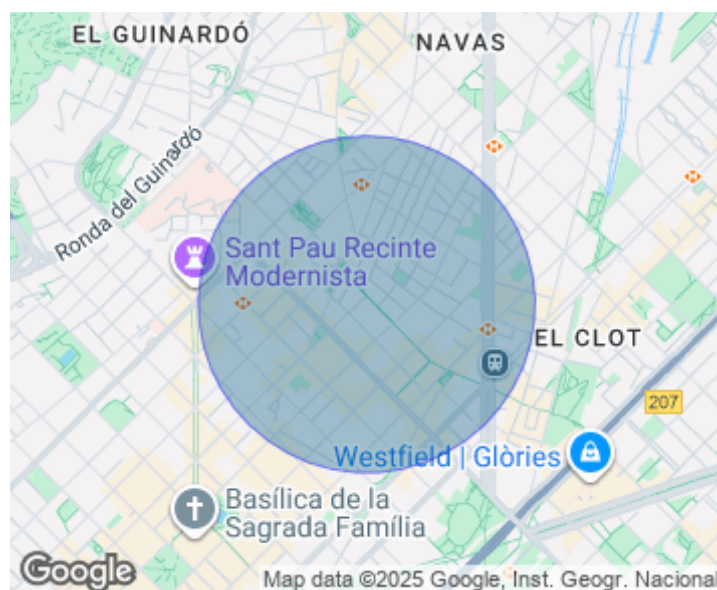 EL GUINARDÓ
NAVAS
Ronda del Guinardó
Sant Pau Recinte
Modernista
EL CLOT
207
Westfield | Glòries
Basílica de la
Sagrada Família
Google
Map data ©2025 Google, Inst. Geogr. Nacional